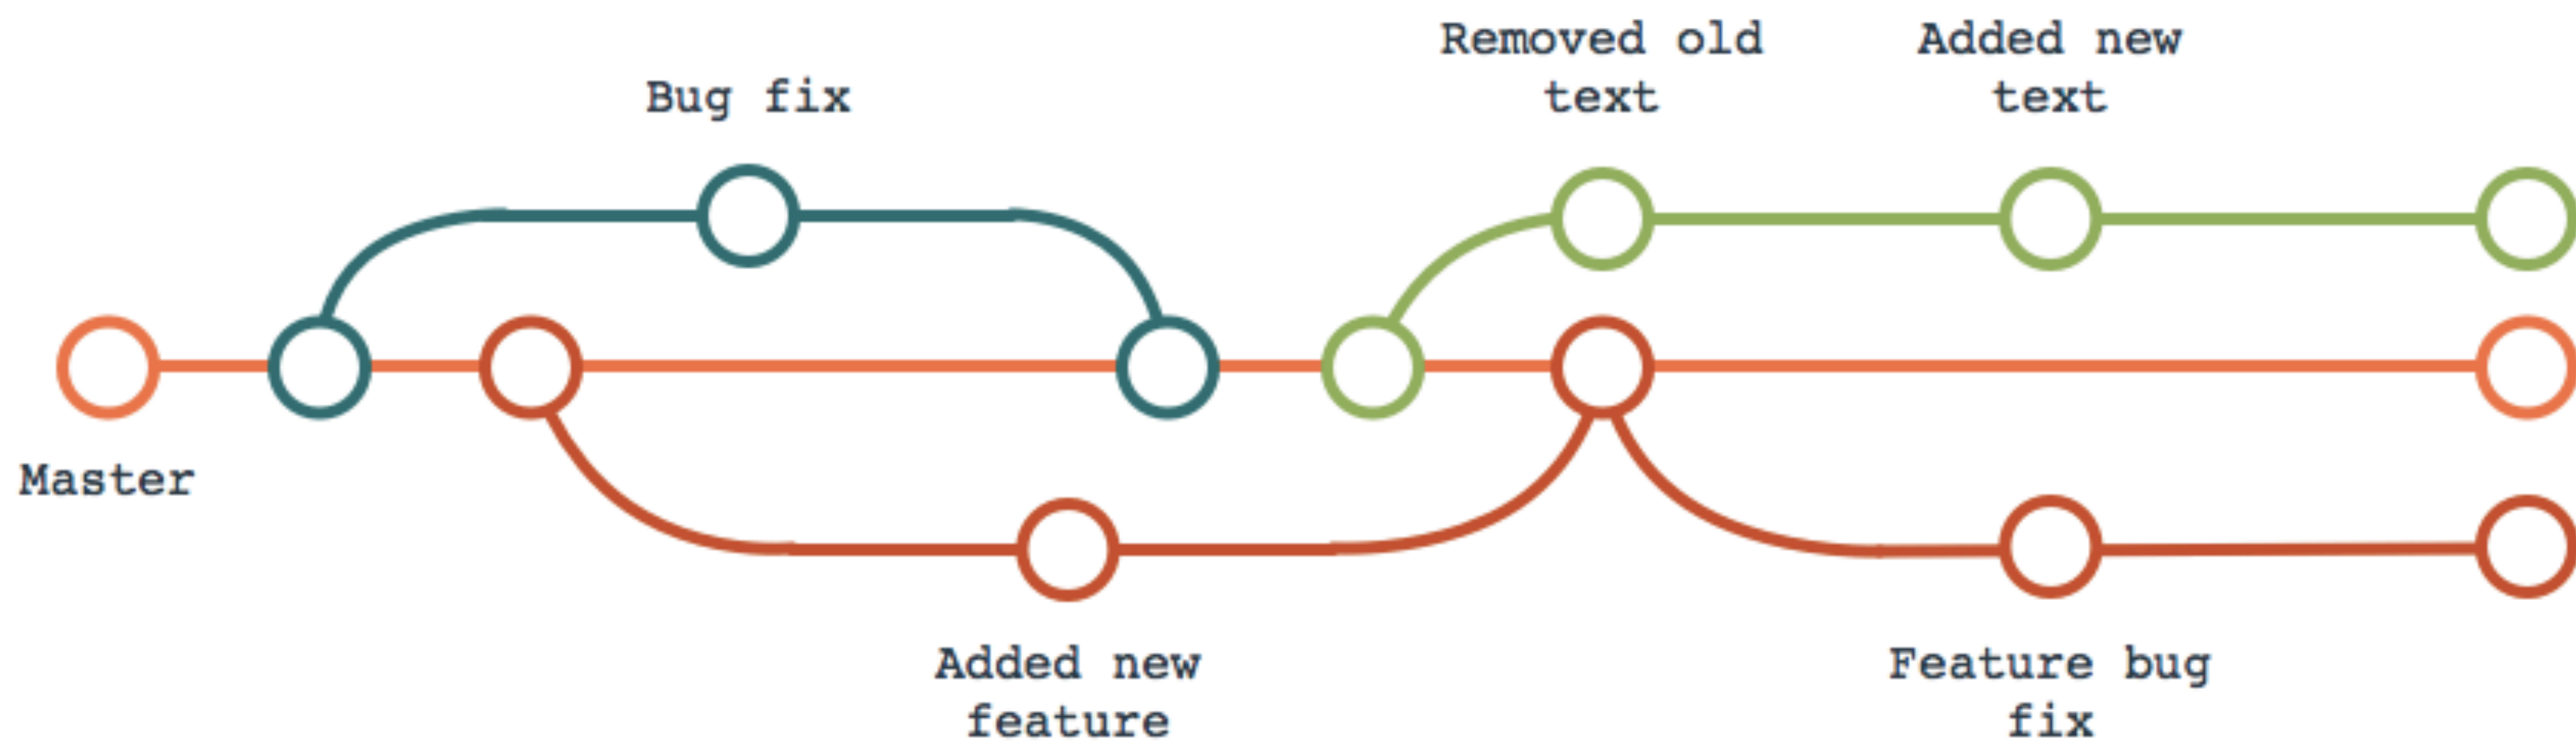 Removed old
text
Added new
text
Bug fix
Master
Added new
feature
Feature bug
fix